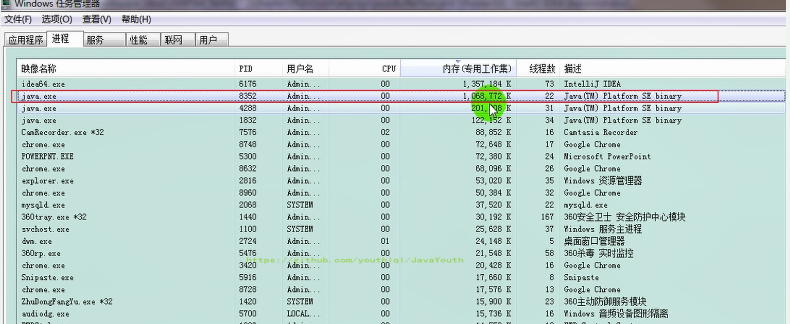 Windows 任务管理器
文件(F) 选项(O) 查看(V) 帮助(H)
应用程序 进程 服务 性能 联网 用户
映像名称 PID 用户名 CPU 内存(专用工作集) 线程数 描述
idea64.exe 6176 Admin... 00 1,357,184 K 73 IntelliJ IDEA
java.exe 8352 Admin... 00 1,068,772 K 22 Java(TM) Platform SE binary
java.exe 4288 Admin... 00 K 31 Java(TM) Platform SE binary
java.exe 1832 Admin... 00 122,152 K 34 Java(TM) Platform SE binary
CamRecorder.exe *32 7576 Admin... 02 88,852 K 16 Camtasia Recorder
chrome.exe 8748 Admin... 00 72,648 K 17 Google Chrome
POWERPNT.EXE 5300 Admin... 00 72,380 K 24 Microsoft PowerPoint
chrome.exe 8632 Admin... 00 68,096 K 26 Google Chrome
explorer.exe 2816 Admin... 00 53,020 K 35 Windows 资源管理器
chrome.exe 8960 Admin... 00 50,384 K 32 Google Chrome
mysqld.exe 2068 SYSTEM 00 37,520 K 22 mysqld.exe
360tray.exe *32 1440 Admin... 00 30,192 K 167 360安全卫士 安全防护中心模块
svchost.exe 1100 SYSTEM 00 25,628 K 37 Windows 服务主进程
dwm.exe 2724 Admin... 01 24,148 K 5 桌面窗口管理器
360rp.exe 5476 Admin... 00 21,548 K 58 360杀毒 实时监控
https://github.com/youthlql/JavaYouth
chrome.exe 3420 Admin... 00 20,428 K 16 Google Chrome
Snipaste.exe 5916 Admin... 00 17,660 K 8 Snipaste
chrome.exe 8728 Admin... 00 17,576 K 13 Google Chrome
ZhuDongFangYu.exe *32 1420 SYSTEM 00 15,900 K 23 360主动防御服务模块
audiodg.exe 5700 LOCAL... 00 15,736 K 16 Windows 音频设备图形隔离